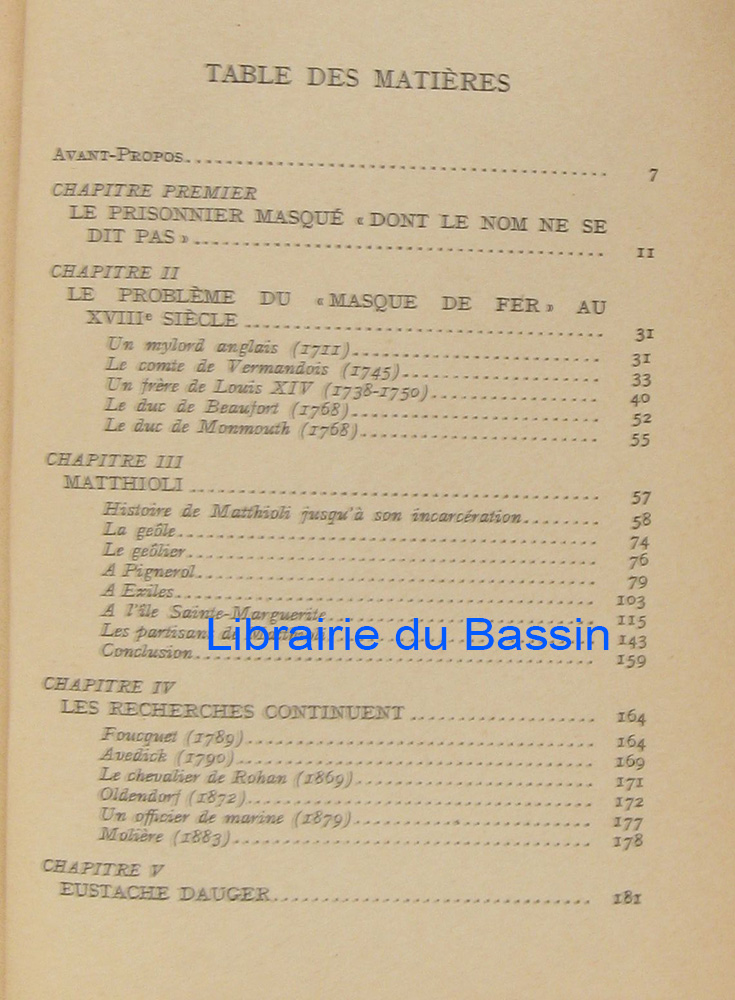 TABLE DES MATIÈRES
AVANT-PROPOS........ 7
CHAPITRE PREMIER
LE PRISONNIER MASQUÉ « DONT LE NOM NE SE
DIT PAS »........ 11
CHAPITRE II
LE PROBLÈME DU « MASQUE DE FER » AU
XVIIIe SIÈCLE........ 31
Un mylord anglais (1711)........ 31
Le comte de Vermandois (1745)........ 33
Un frère de Louis XIV (1738-1750)........ 40
Le duc de Beaufort (1768)........ 52
Le duc de Monmouth (1768)........ 55
CHAPITRE III
MATTHIOLI........ 57
Histoire de Matthioli jusqu'à son incarcération........ 58
La geôle........ 74
Le geôlier........ 76
A Pignerol........ 79
A Exiles........ 103
A l'île Sainte-Marguerite........ 115
Les partisans de Matthioli........ 143
Librairie du Bassin
Conclusion........ 159
CHAPITRE IV
LES RECHERCHES CONTINUENT........ 164
Foucquet (1789)........ 164
Avedick (1790)........ 169
Le chevalier de Rohan (1869)........ 171
Oldendorf (1872)........ 172
Un officier de marine (1879)........ 177
Molière (1883)........ 178
CHAPITRE V
EUSTACHE DAUGER........ 181